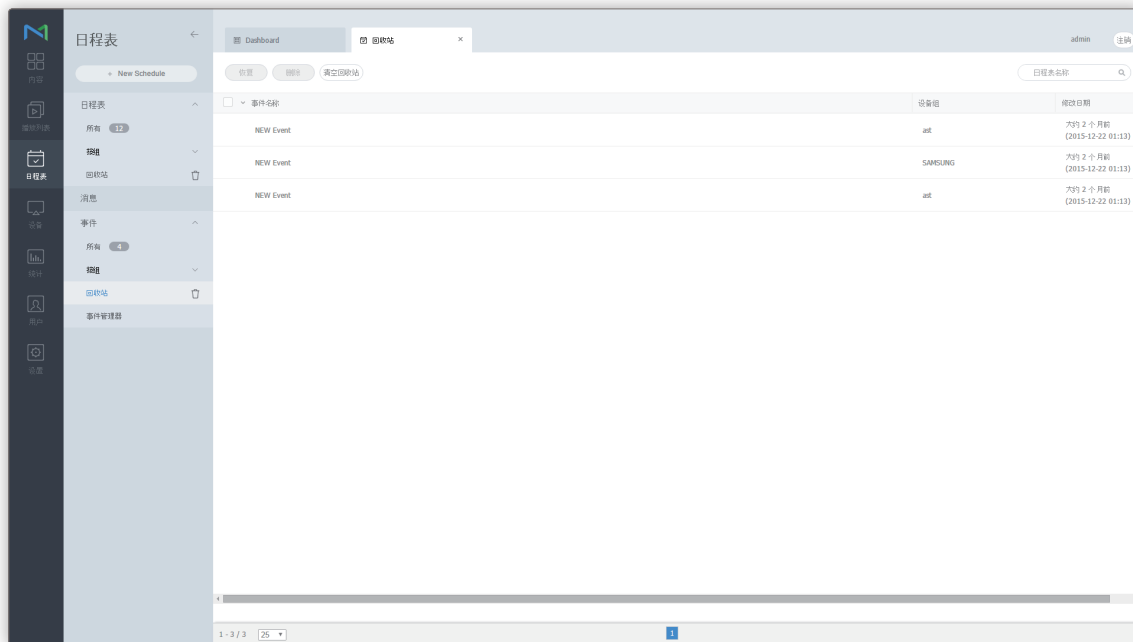 日程表
←
Dashboard
回收站
×
admin
注销
内容
+ New Schedule
恢复
删除
清空回收站
日程表名称
播放列表
日程表
事件名称
设备组
修改日期
所有 12
NEW Event
ast
大约 2 个月前
(2015-12-22 01:13)
按组
日程表
NEW Event
SAMSUNG
大约 2 个月前
(2015-12-22 01:13)
回收站
消息
NEW Event
ast
大约 2 个月前
(2015-12-22 01:13)
设备
事件
所有 4
统计
按组
回收站
用户
事件管理器
设置
1 - 3 / 3
25
1